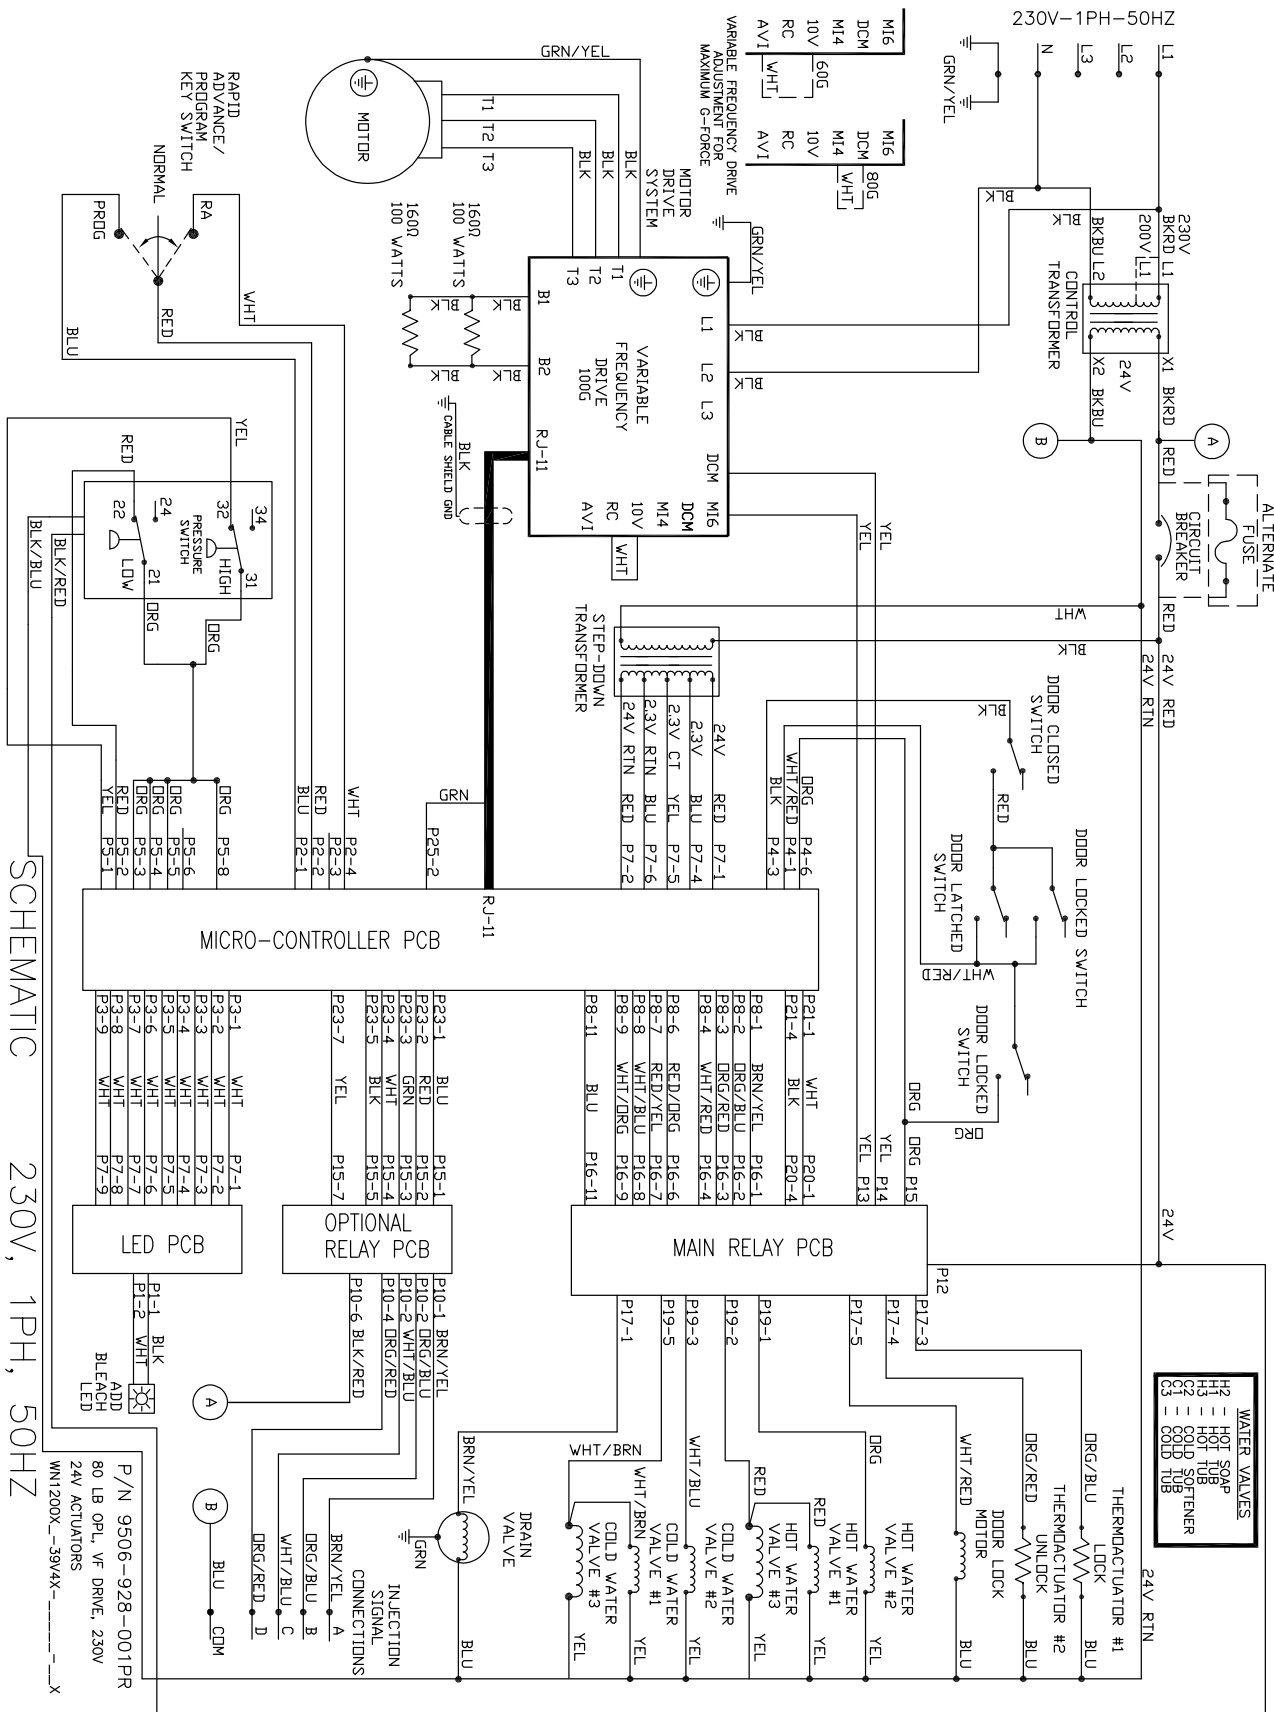 230V-1PH-50HZ
L1
L2
L3
N
GRN/YEL
MI6
DCM
MI4
10V
RC
AVI
60G
WHT
MI6
DCM
MI4
10V
RC
AVI
80G
WHT
VARIABLE FREQUENCY DRIVE
ADJUSTMENT FOR
MAXIMUM G-FORCE
GRN/YEL
MOTOR
T1
T2
T3
BLK
BLK
BLK
MOTOR
DRIVE
SYSTEM
RAPID
ADVANCE/
PROGRAM
KEY SWITCH
NORMAL
RA
PROG
WHT
RED
BLU
160Ω
100 WATTS
160Ω
100 WATTS
BLK
BLK
BLK
BLK
GRN/YEL
T1
T2
T3
B1
B2
L1
L2
L3
VARIABLE
FREQUENCY
DRIVE
100G
RJ-11
DCM
MI6
DCM
MI4
10V
RC
AVI
WHT
BLK
CABLE SHIELD GND
BLK
BLK
BLK
BLK
230V
BKRD L1
200V L1
BKBU L2
CONTROL
TRANSFORMER
24V
X1
X2
BKRD
BKBU
A
B
RED
ALTERNATE
FUSE
CIRCUIT
BREAKER
RED
24V RED
24V RTN
WHT
BLK
YEL
YEL
STEP-DOWN
TRANSFORMER
24V
2.3V
2.3V CT
2.3V RTN
24V RTN
RED
BLU
YEL
BLU
RED
P7-1
P7-4
P7-5
P7-6
P7-2
DOOR CLOSED
SWITCH
BLK
RED
DOOR LOCKED SWITCH
DOOR LATCHED
SWITCH
WHT/RED
DOOR LOCKED
SWITCH
ORG
ORG
WHT/RED
BLK
P4-6
P4-1
P4-3
YEL
RED
34
32
31
HIGH
PRESSURE
SWITCH
24
22
21
LOW
ORG
ORG
BLK/RED
BLK/BLU
WHT
RED
BLU
P2-4
P2-3
P2-2
P2-1
ORG
ORG
ORG
ORG
RED
YEL
P5-8
P5-6
P5-5
P5-4
P5-3
P5-2
P5-1
GRN
P25-2
RJ-11
MICRO-CONTROLLER PCB
P3-1
P3-2
P3-3
P3-4
P3-5
P3-6
P3-7
P3-8
P3-9
WHT
WHT
WHT
WHT
WHT
WHT
WHT
WHT
WHT
P7-1
P7-2
P7-3
P7-4
P7-5
P7-6
P7-7
P7-8
P7-9
LED PCB
P1-1
P1-2
BLK
WHT
ADD
BLEACH
LED
P23-1
P23-2
P23-3
P23-4
P23-5
P23-7
BLU
RED
GRN
WHT
BLK
YEL
P15-1
P15-2
P15-3
P15-4
P15-5
P15-7
OPTIONAL
RELAY PCB
P10-1 BRN/YEL
P10-2 ORG/BLU
P10-2 WHT/BLU
P10-4 ORG/RED
P10-6 BLK/RED
A
P21-1
P21-4
WHT
BLK
P20-1
P20-4
P8-1
P8-2
P8-3
P8-4
P8-6
P8-7
P8-8
P8-9
P8-11
BRN/YEL
ORG/BLU
ORG/RED
WHT/RED
RED/ORG
RED/YEL
WHT/BLU
WHT/ORG
BLU
P16-1
P16-2
P16-3
P16-4
P16-6
P16-7
P16-8
P16-9
P16-11
ORG
YEL
YEL
ORG P15
P14
P13
MAIN RELAY PCB
P12
24V
P17-3
P17-4
P17-5
P19-1
P19-2
P19-3
P19-5
P17-1
WATER VALVES
H2 - HOT SOAP
H1 - HOT TUB
H3 - HOT TUB
C2 - COLD SOFTENER
C1 - COLD TUB
C3 - COLD TUB
24V RTN
ORG/BLU
THERMOACTUATOR #1
LOCK
BLU
ORG/RED
THERMOACTUATOR #2
UNLOCK
BLU
WHT/RED
DOOR LOCK
MOTOR
BLU
ORG
HOT WATER
VALVE #2
YEL
RED
HOT WATER
VALVE #1
YEL
RED
HOT WATER
VALVE #3
YEL
WHT/BLU
COLD WATER
VALVE #2
YEL
WHT/BRN
WHT/BRN
COLD WATER
VALVE #1
YEL
COLD WATER
VALVE #3
YEL
BRN/YEL
DRAIN
VALVE
GRN
BLU
INJECTION
SIGNAL
CONNECTIONS
BRN/YEL A
ORG/BLU B
WHT/BLU C
ORG/RED D
B
BLU
COM
SCHEMATIC 230V, 1PH, 50HZ
P/N 9506-928-001PR
80 LB OPL, VF DRIVE, 230V
24V ACTUATORS
WN1200X_-39V4X-_____-__X